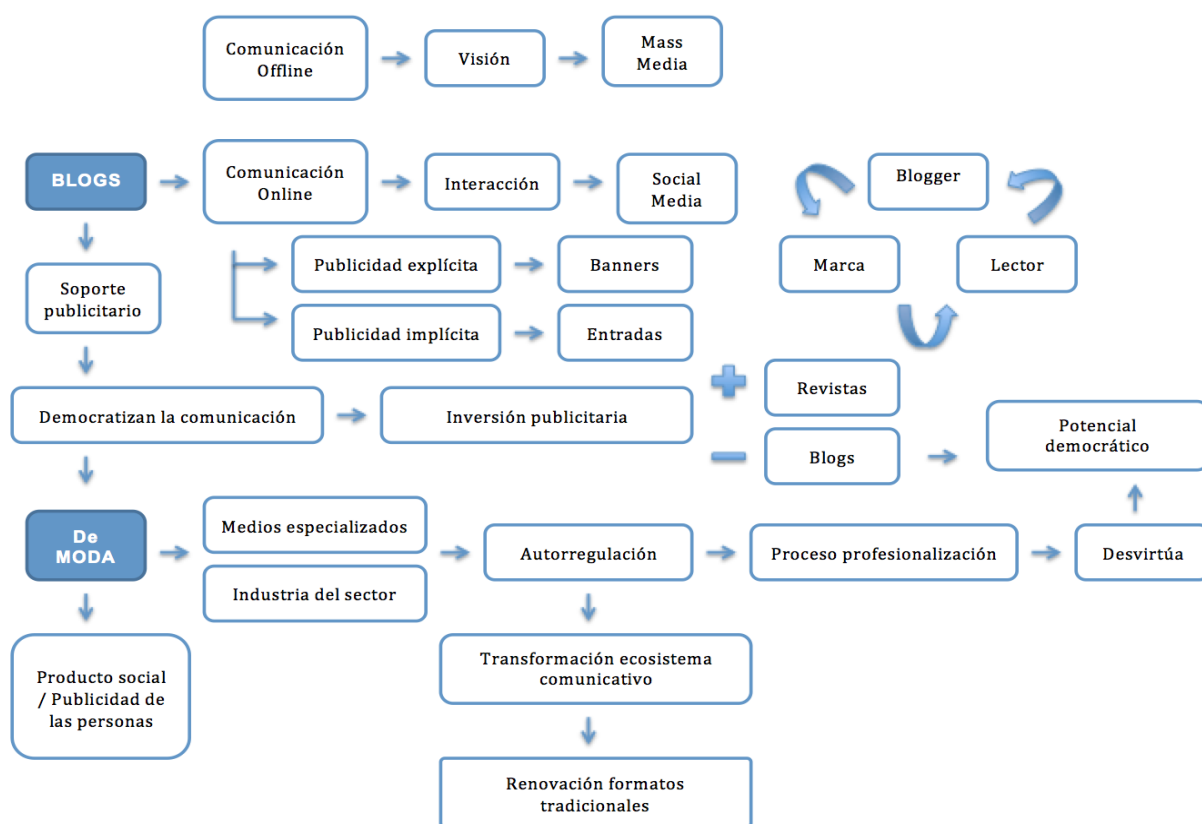 Comunicación
Offline
Visión
Mass
Media
BLOGS
Comunicación
Online
Interacción
Social
Media
Blogger
Marca
Lector
Soporte
publicitario
Publicidad explícita
Banners
Publicidad implícita
Entradas
Democratizan la comunicación
Inversión publicitaria
Revistas
Blogs
Potencial
democrático
De
MODA
Medios especializados
Industria del sector
Autorregulación
Proceso profesionalización
Desvirtúa
Producto social
/ Publicidad de
las personas
Transformación ecosistema
comunicativo
Renovación formatos
tradicionales